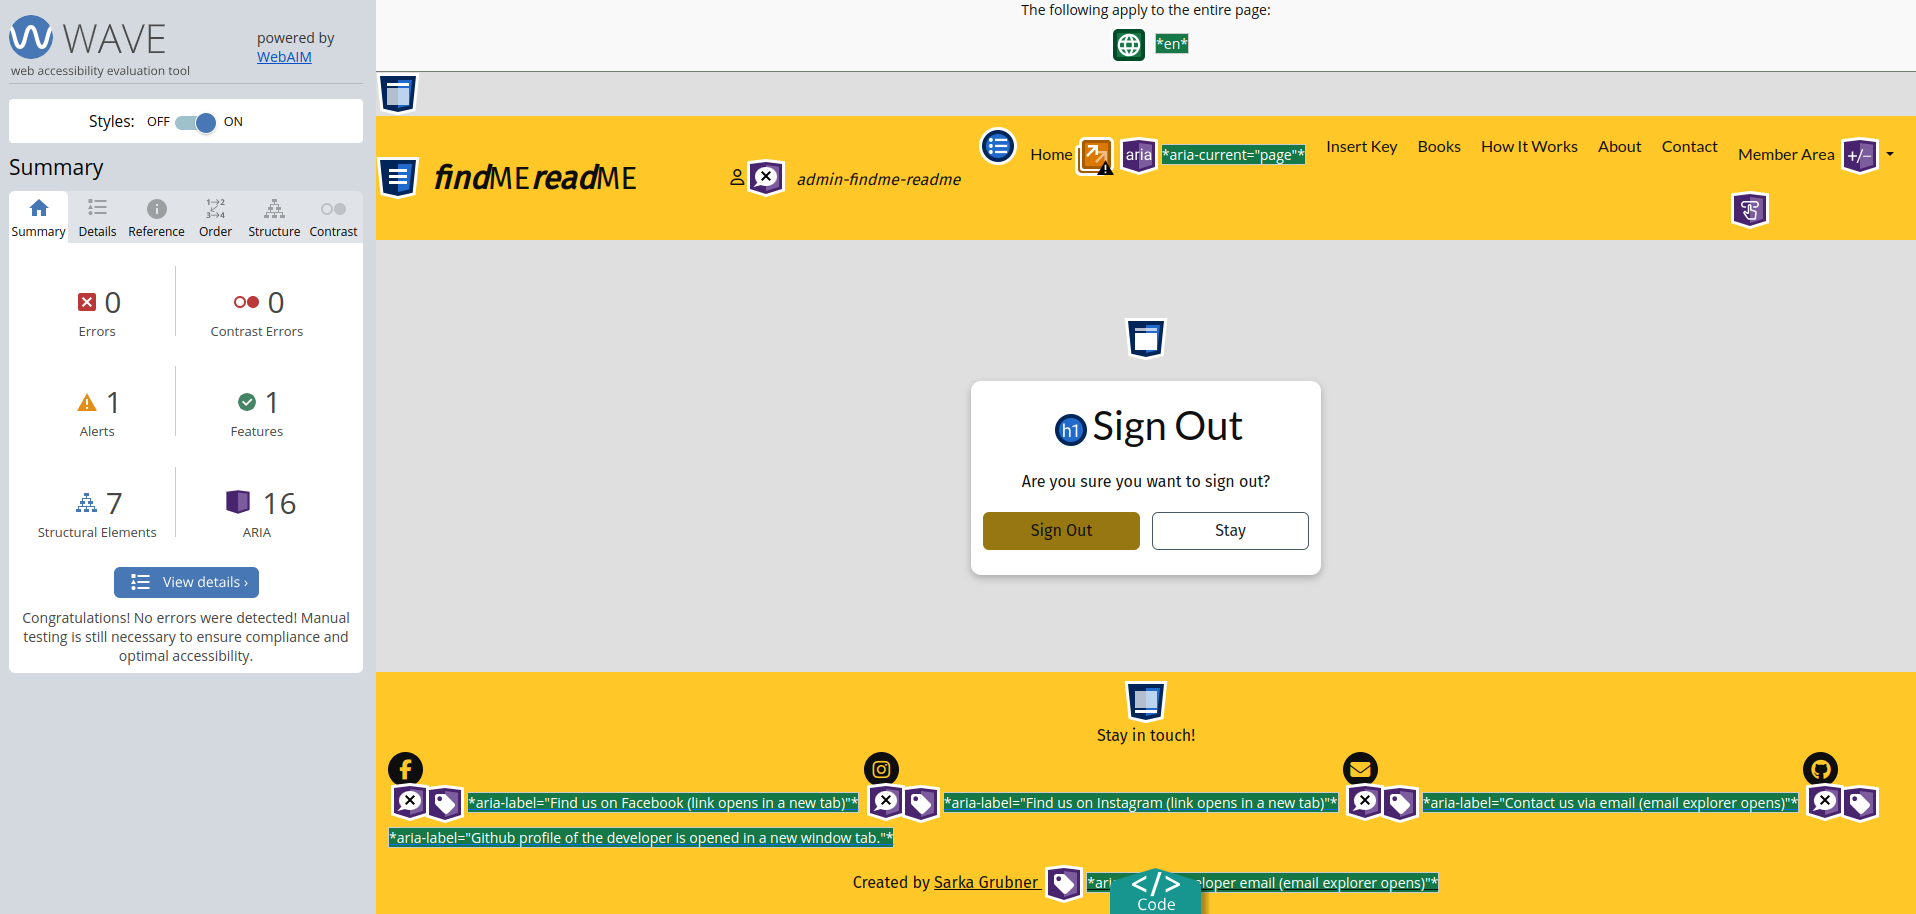 WAVE
web accessibility evaluation tool
powered by
WebAIM
Styles: OFF ON
Summary
Summary Details Reference Order Structure Contrast
0 Errors
0 Contrast Errors
1 Alerts
1 Features
7 Structural Elements
16 ARIA
View details ›
Congratulations! No errors were detected! Manual
testing is still necessary to ensure compliance and
optimal accessibility.
The following apply to the entire page:
*en*
findMEreadME
admin-findme-readme
Home aria *aria-current="page"* Insert Key Books How It Works About Contact Member Area +/-
h1 Sign Out
Are you sure you want to sign out?
Sign Out Stay
Stay in touch!
*aria-label="Find us on Facebook (link opens in a new tab)"* *aria-label="Find us on Instagram (link opens in a new tab)"* *aria-label="Contact us via email (email explorer opens)"*
*aria-label="Github profile of the developer is opened in a new window tab."*
Created by Sarka Grubner email (email explorer opens)"*
</> Code